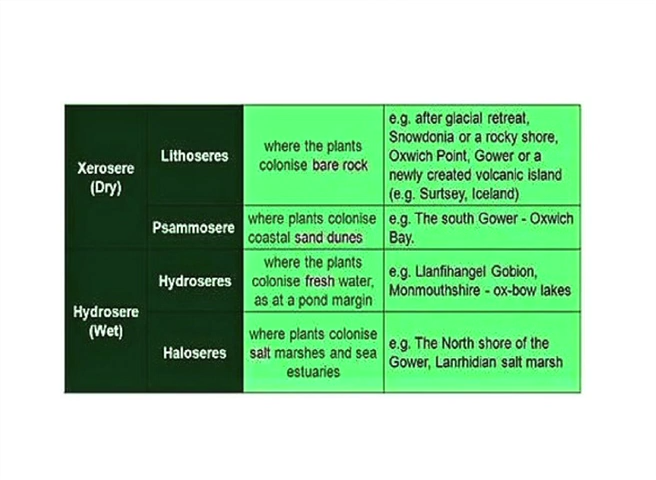 Xerosere
(Dry)
Lithoseres
where the plants
colonise bare rock
e.g. after glacial retreat,
Snowdonia or a rocky shore,
Oxwich Point, Gower or a
newly created volcanic island
(e.g. Surtsey, Iceland)
Psammosere
where plants colonise
coastal sand dunes
e.g. The south Gower - Oxwich
Bay.
Hydrosere
(Wet)
Hydroseres
where the plants
colonise fresh water,
as at a pond margin
e.g. Llanfihangel Gobion,
Monmouthshire - ox-bow lakes
Haloseres
where plants colonise
salt marshes and sea
estuaries
e.g. The North shore of the
Gower, Lanrhidian salt marsh